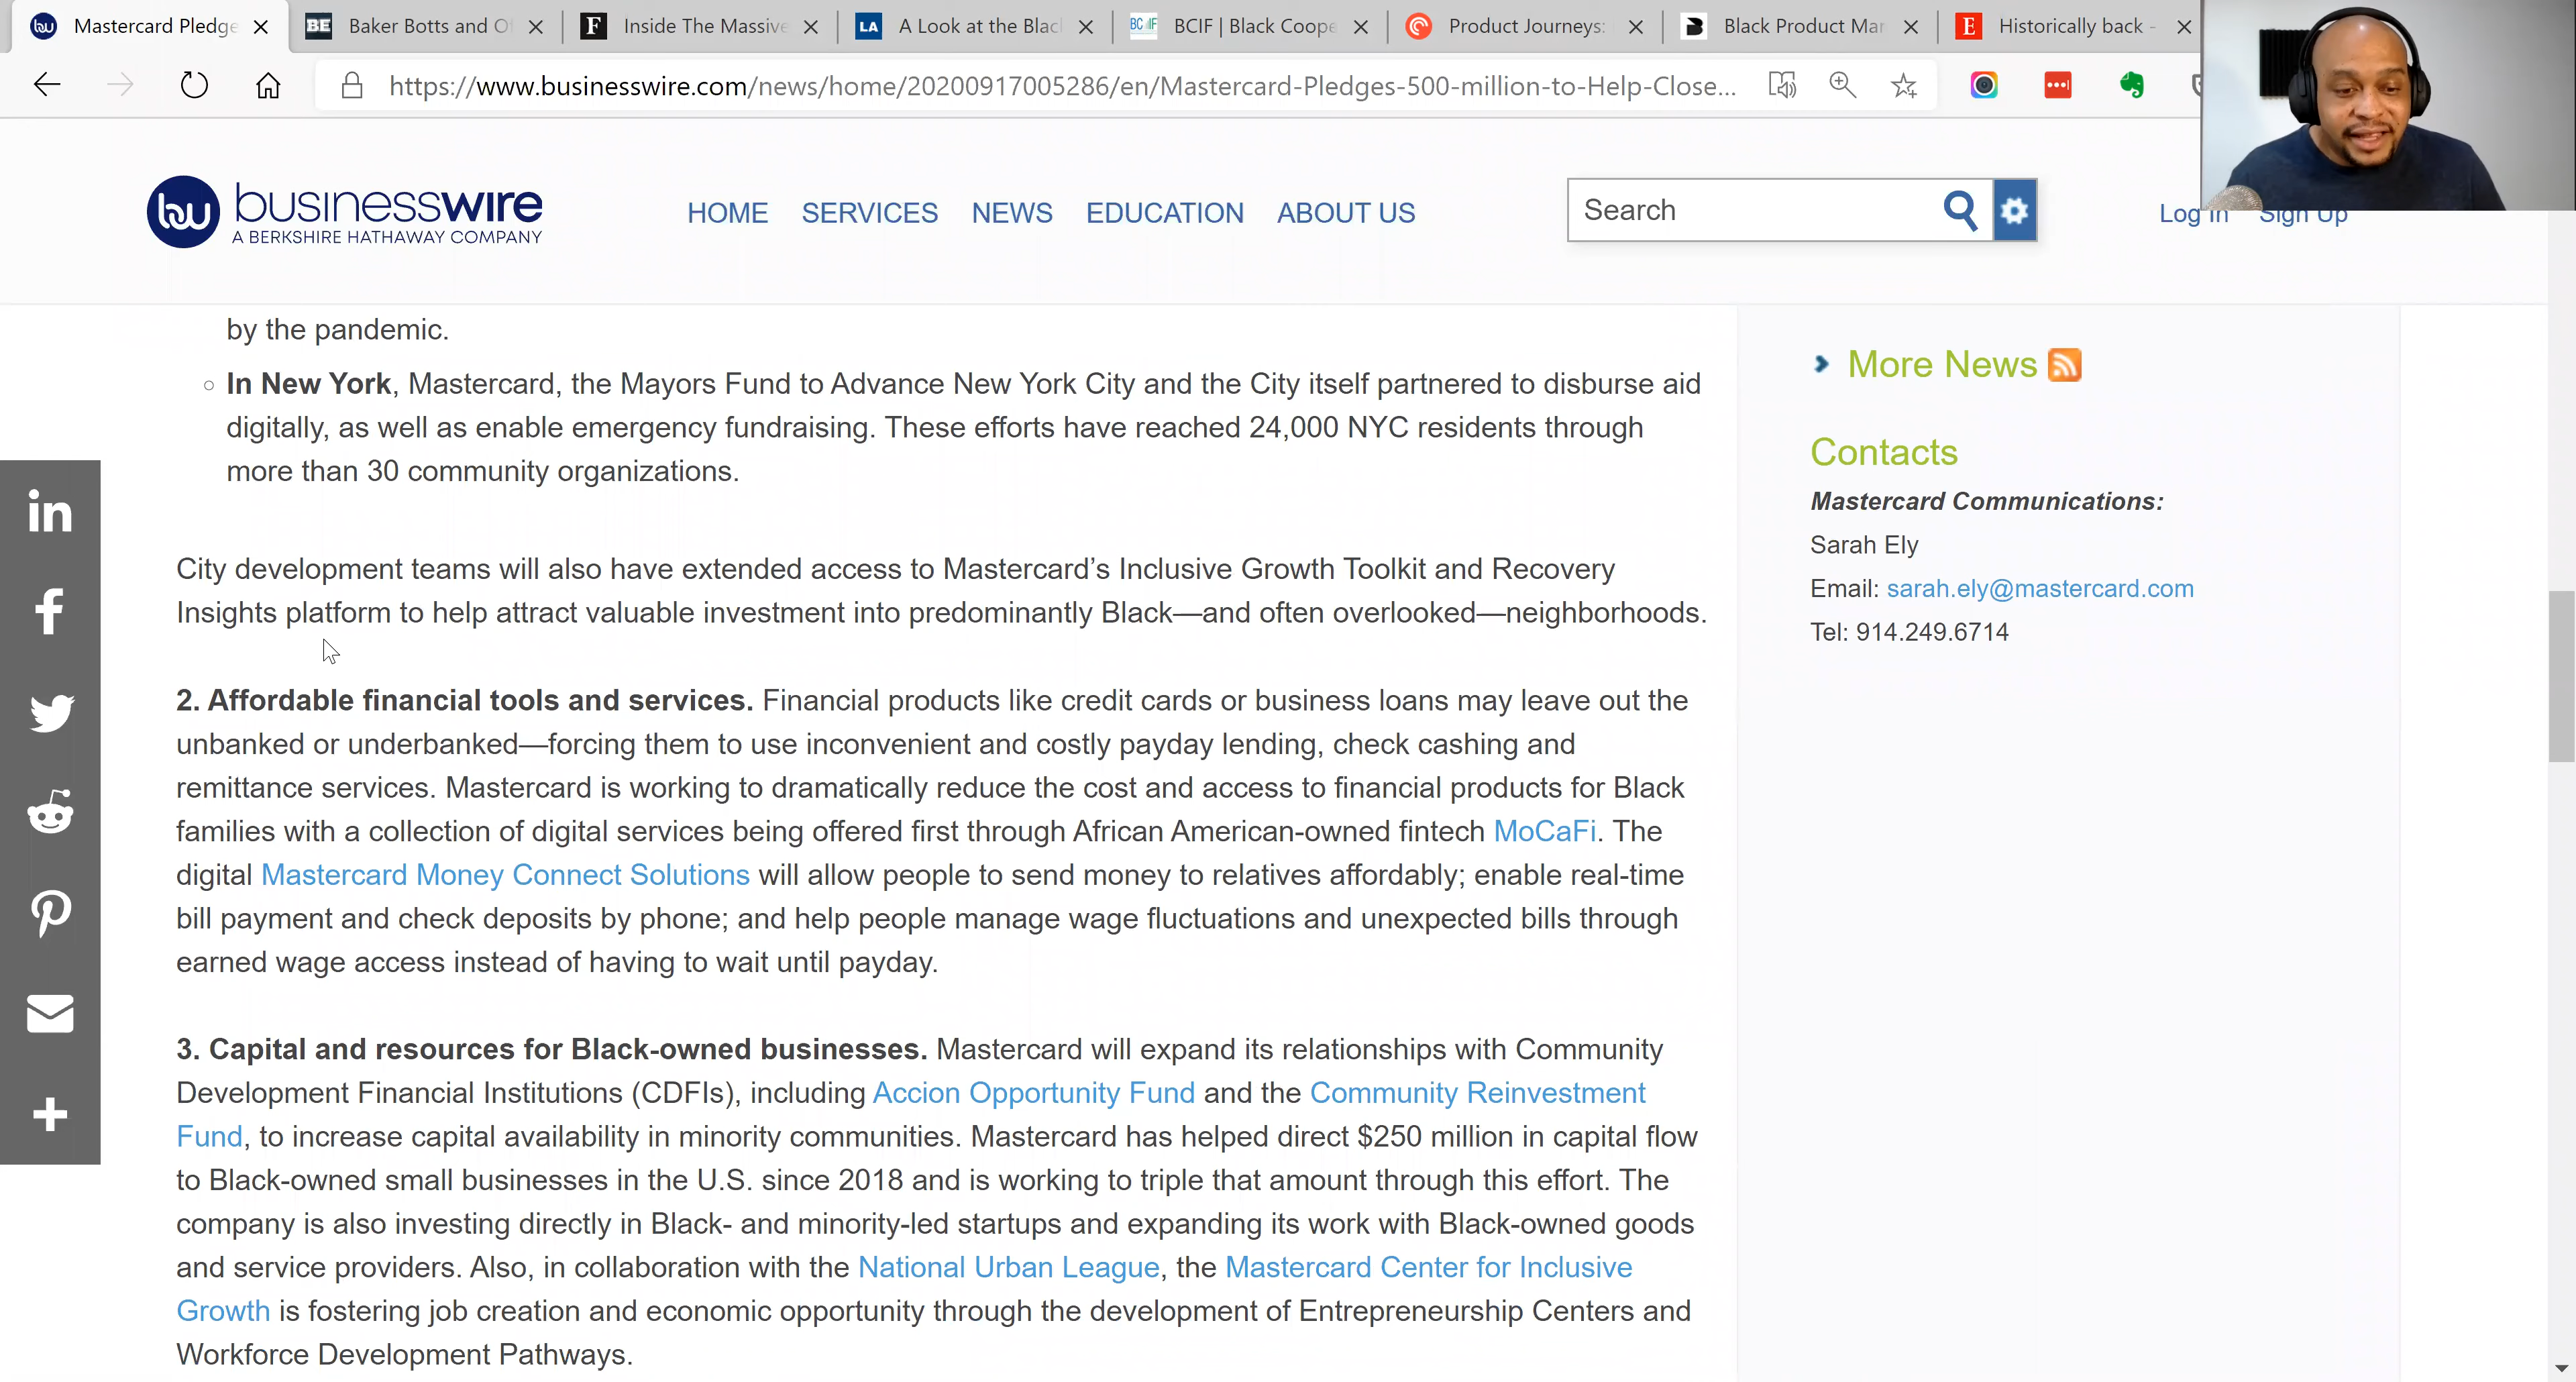 Mastercard Pledge
BE
Baker Botts and O
F
Inside The Massive
LA
A Look at the Blac
BCIF
BCIF | Black Coope
Product Journeys:
Black Product Mar
E
Historically back -
https://www.businesswire.com/news/home/20200917005286/en/Mastercard-Pledges-500-million-to-Help-Close...
bw
businesswire
A BERKSHIRE HATHAWAY COMPANY
HOME SERVICES NEWS EDUCATION ABOUT US
Search
Log In Sign Up
by the pandemic.
In New York, Mastercard, the Mayors Fund to Advance New York City and the City itself partnered to disburse aid
digitally, as well as enable emergency fundraising. These efforts have reached 24,000 NYC residents through
more than 30 community organizations.
City development teams will also have extended access to Mastercard’s Inclusive Growth Toolkit and Recovery
Insights platform to help attract valuable investment into predominantly Black—and often overlooked—neighborhoods.
2. Affordable financial tools and services. Financial products like credit cards or business loans may leave out the
unbanked or underbanked—forcing them to use inconvenient and costly payday lending, check cashing and
remittance services. Mastercard is working to dramatically reduce the cost and access to financial products for Black
families with a collection of digital services being offered first through African American-owned fintech MoCaFi. The
digital Mastercard Money Connect Solutions will allow people to send money to relatives affordably; enable real-time
bill payment and check deposits by phone; and help people manage wage fluctuations and unexpected bills through
earned wage access instead of having to wait until payday.
3. Capital and resources for Black-owned businesses. Mastercard will expand its relationships with Community
Development Financial Institutions (CDFIs), including Accion Opportunity Fund and the Community Reinvestment
Fund, to increase capital availability in minority communities. Mastercard has helped direct $250 million in capital flow
to Black-owned small businesses in the U.S. since 2018 and is working to triple that amount through this effort. The
company is also investing directly in Black- and minority-led startups and expanding its work with Black-owned goods
and service providers. Also, in collaboration with the National Urban League, the Mastercard Center for Inclusive
Growth is fostering job creation and economic opportunity through the development of Entrepreneurship Centers and
Workforce Development Pathways.
More News
Contacts
Mastercard Communications:
Sarah Ely
Email: sarah.ely@mastercard.com
Tel: 914.249.6714